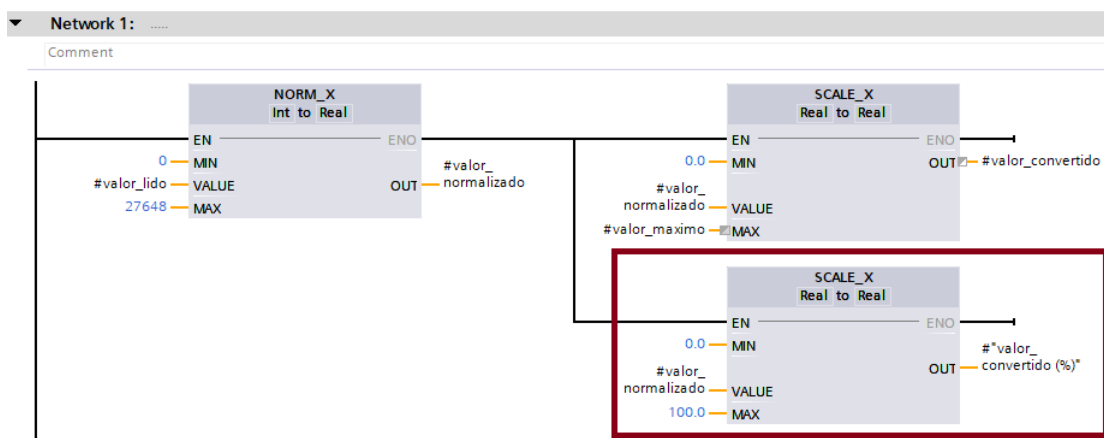 Network 1: .....
Comment
NORM_X
Int to Real
EN
ENO
0
MIN
#valor_lido
VALUE
27648
MAX
OUT
#valor_
normalizado
SCALE_X
Real to Real
EN
ENO
0.0
MIN
OUT
#valor_convertido
#valor_
normalizado
VALUE
#valor_maximo
MAX
SCALE_X
Real to Real
EN
ENO
0.0
MIN
#valor_
normalizado
VALUE
100.0
MAX
OUT
#"valor_
convertido (%)"